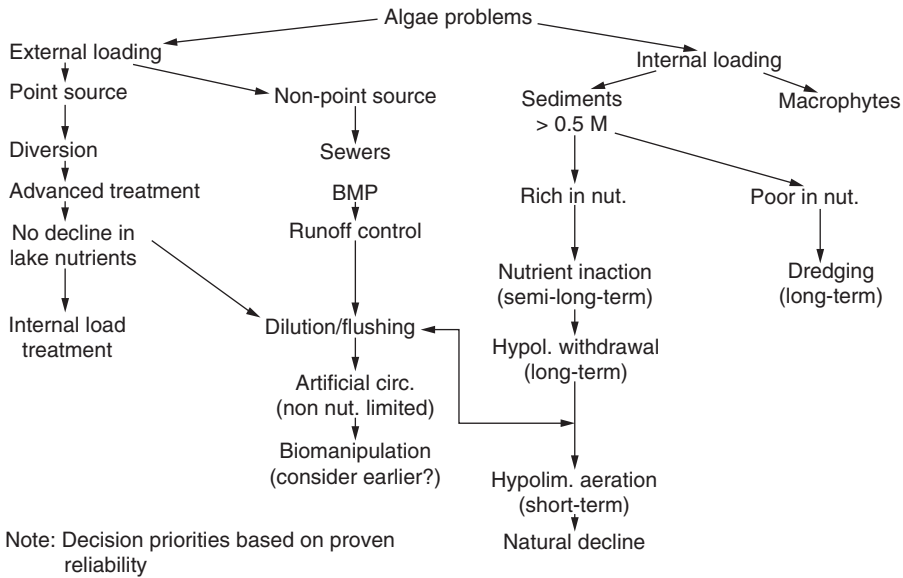 Algae problems
External loading
Internal loading
Point source
Non-point source
Sediments
> 0.5 M
Macrophytes
Diversion
Sewers
Advanced treatment
BMP
Rich in nut.
Poor in nut.
No decline in
lake nutrients
Runoff control
Nutrient inaction
(semi-long-term)
Dredging
(long-term)
Internal load
treatment
Dilution/flushing
Hypol. withdrawal
(long-term)
Artificial circ.
(non nut. limited)
Biomanipulation
(consider earlier?)
Hypolim. aeration
(short-term)
Natural decline
Note: Decision priorities based on proven
reliability